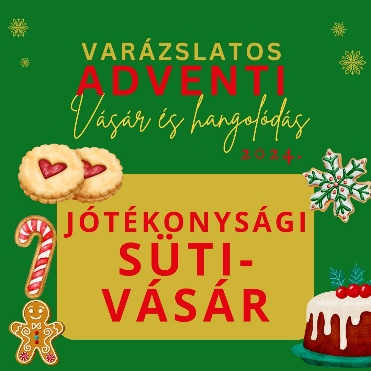 VARÁZSLATOS
ADVENTI
Vásár és hangolódás
2024.
JÓTÉKONYSÁGI
SÜTI-
VÁSÁR